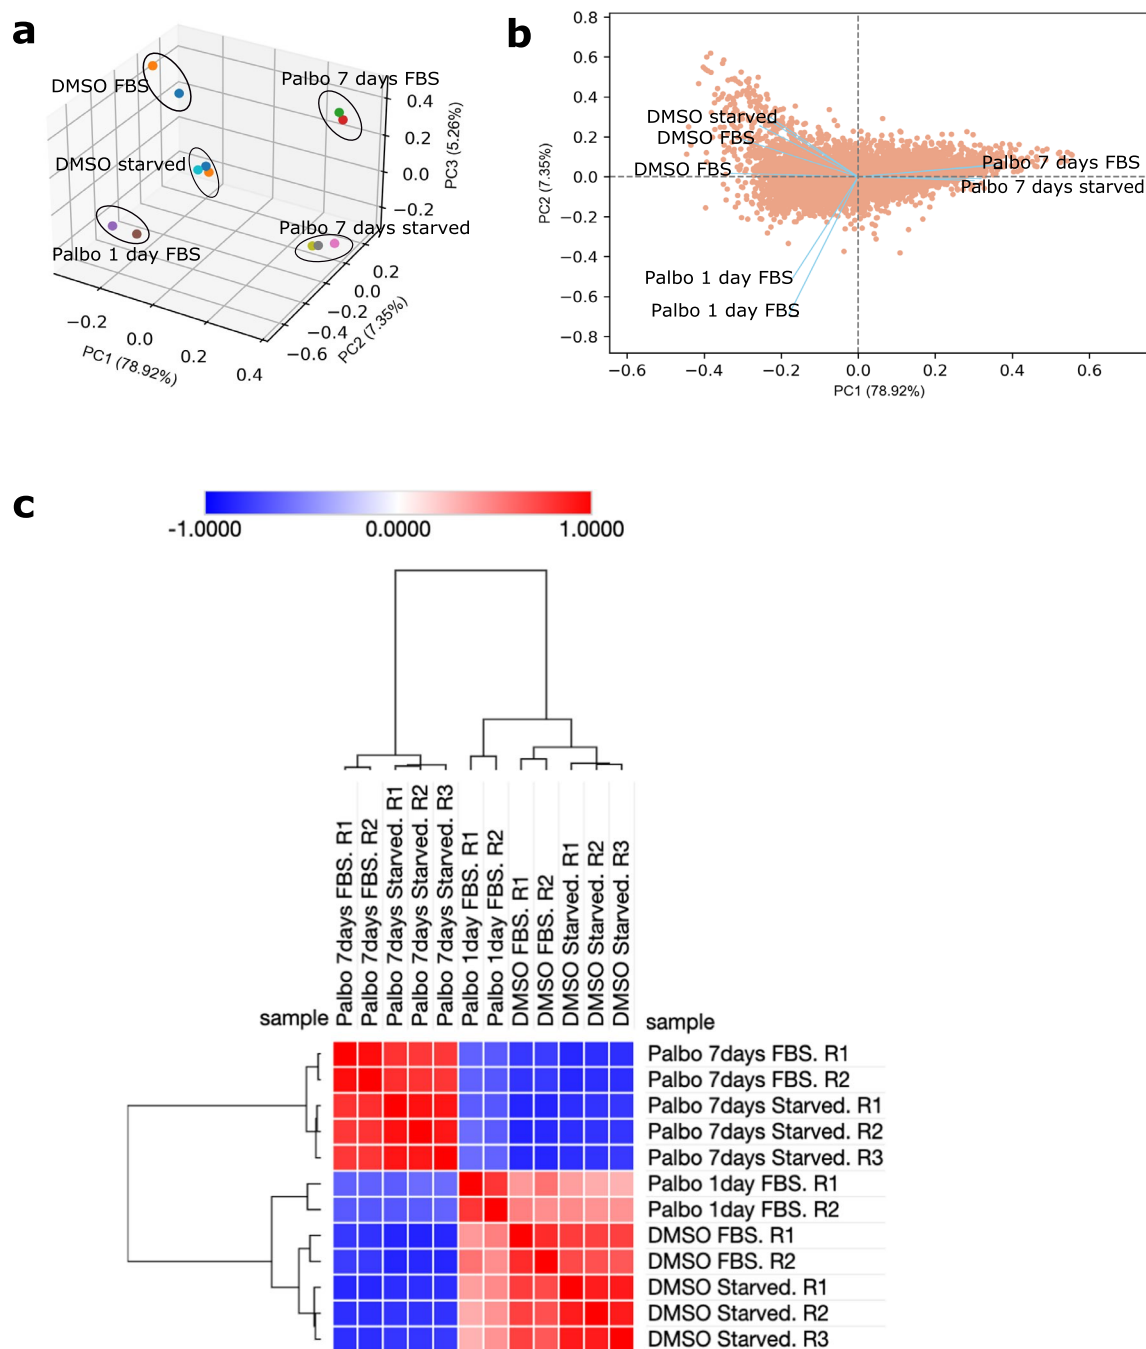 a
DMSO FBS
Palbo 7 days FBS
DMSO starved
Palbo 7 days starved
Palbo 1 day FBS
0.4
0.2
0.0
−0.2
PC3 (5.26%)
0.2
0.0
−0.2
−0.4
−0.6
PC2 (7.35%)
−0.2
0.0
0.2
0.4
PC1 (78.92%)
b
0.8
0.6
0.4
0.2
0.0
−0.2
−0.4
−0.6
−0.8
PC2 (7.35%)
DMSO starved
DMSO FBS
DMSO FBS
Palbo 7 days FBS
Palbo 7 days starved
Palbo 1 day FBS
Palbo 1 day FBS
−0.6
−0.4
−0.2
0.0
0.2
0.4
0.6
PC1 (78.92%)
c
-1.0000
0.0000
1.0000
Palbo 7days FBS. R1
Palbo 7days FBS. R2
Palbo 7days Starved. R1
Palbo 7days Starved. R2
Palbo 7days Starved. R3
Palbo 1day FBS. R1
Palbo 1day FBS. R2
DMSO FBS. R1
DMSO FBS. R2
DMSO Starved. R1
DMSO Starved. R2
DMSO Starved. R3
sample
sample
Palbo 7days FBS. R1
Palbo 7days FBS. R2
Palbo 7days Starved. R1
Palbo 7days Starved. R2
Palbo 7days Starved. R3
Palbo 1day FBS. R1
Palbo 1day FBS. R2
DMSO FBS. R1
DMSO FBS. R2
DMSO Starved. R1
DMSO Starved. R2
DMSO Starved. R3